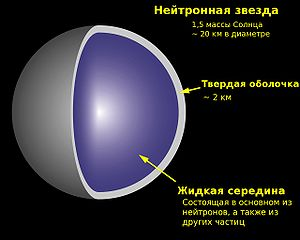 Нейтронная звезда
1,5 массы Солнца
~ 20 км в диаметре
Твердая оболочка
~ 2 км
Жидкая середина
Состоящая в основном из
нейтронов, а также из
других частиц